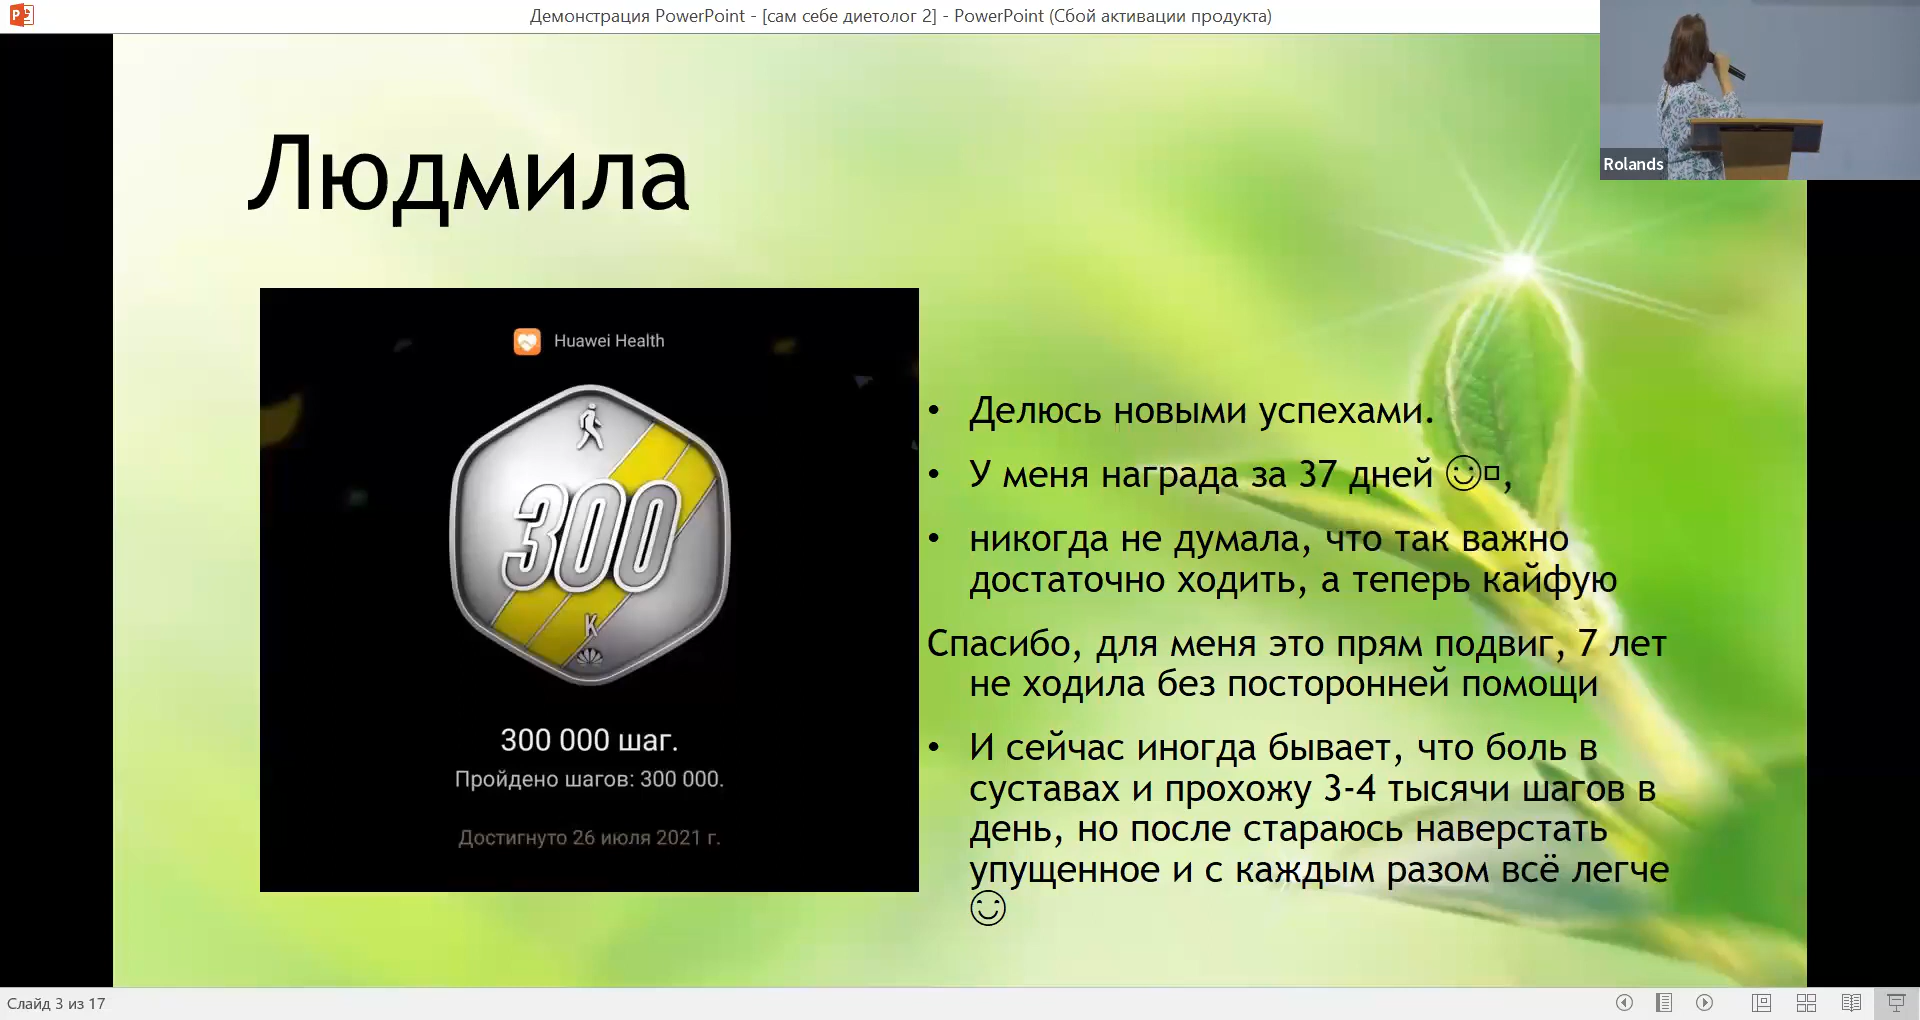 Демонстрация PowerPoint - [сам себе диетолог 2] - PowerPoint (Сбой активации продукта)
Rolands
Людмила
Huawei Health
300
K
300 000 шаг.
Пройдено шагов: 300 000.
Достигнуто 26 июля 2021 г.
• Делюсь новыми успехами.
• У меня награда за 37 дней ☺□,
• никогда не думала, что так важно
достаточно ходить, а теперь кайфую
Спасибо, для меня это прям подвиг, 7 лет
не ходила без посторонней помощи
• И сейчас иногда бывает, что боль в
суставах и прохожу 3-4 тысячи шагов в
день, но после стараюсь наверстать
упущенное и с каждым разом всё легче
☺
Слайд 3 из 17